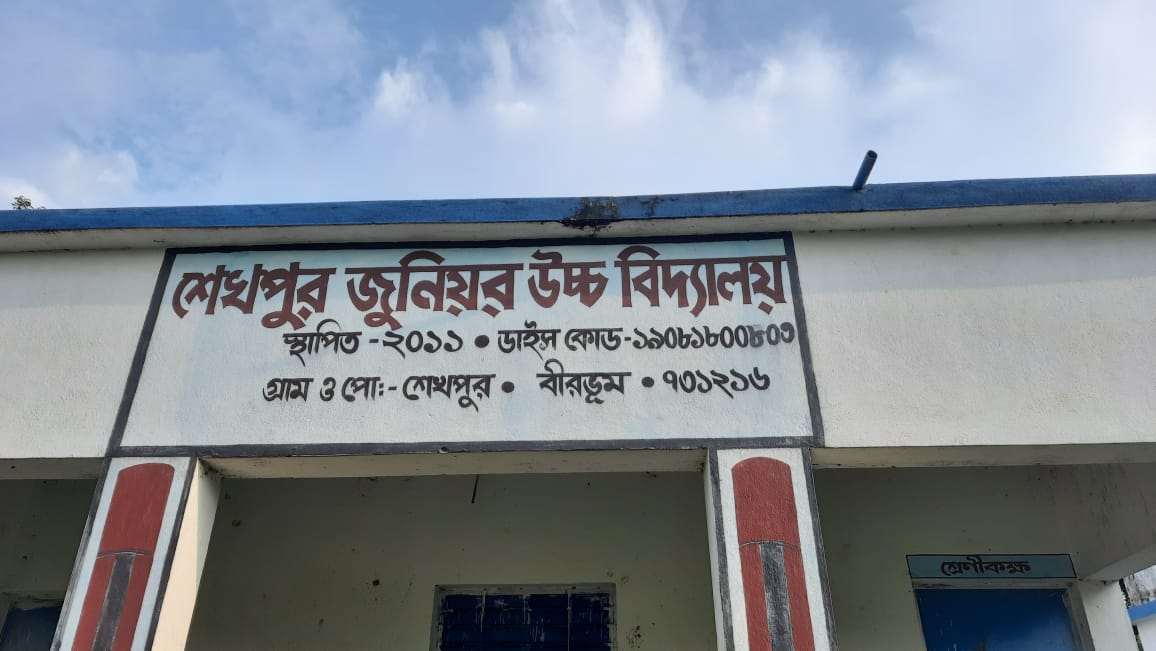 শেখপুর জুনিয়র উচ্চ বিদ্যালয়
স্থাপিত -২০১১ • ডাইস কোড-১৯০৮১৮০০৮০৩
গ্রাম ও পোঃ- শেখপুর • বীরভূম • ৭৩১২১৬
শ্রেণীকক্ষ